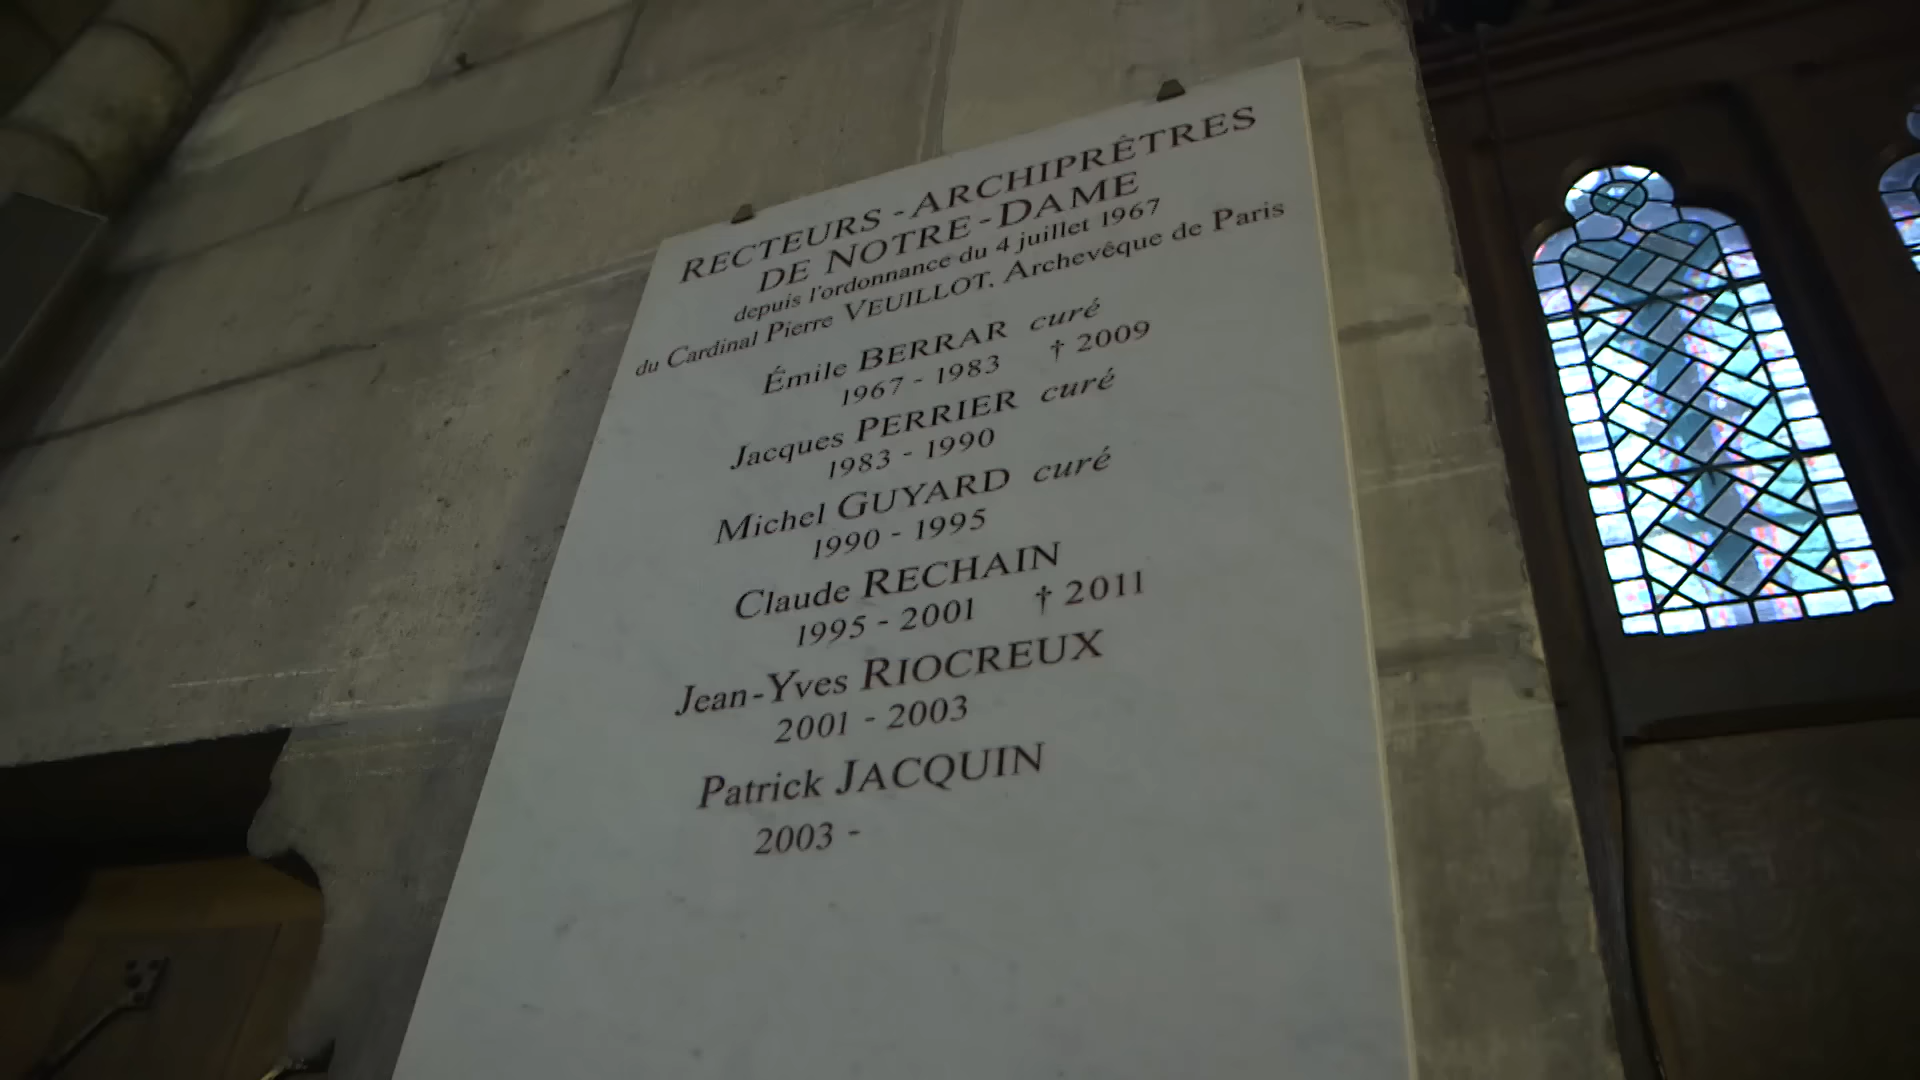 RECTEURS - ARCHIPRÊTRES
DE NOTRE - DAME
depuis l'ordonnance du 4 juillet 1967
du Cardinal Pierre VEUILLOT. Archevêque de Paris
Émile BERRAR curé
1967 - 1983 † 2009
Jacques PERRIER curé
1983 - 1990
Michel GUYARD curé
1990 - 1995
Claude RECHAIN
1995 - 2001 † 2011
Jean-Yves RIOCREUX
2001 - 2003
Patrick JACQUIN
2003 -